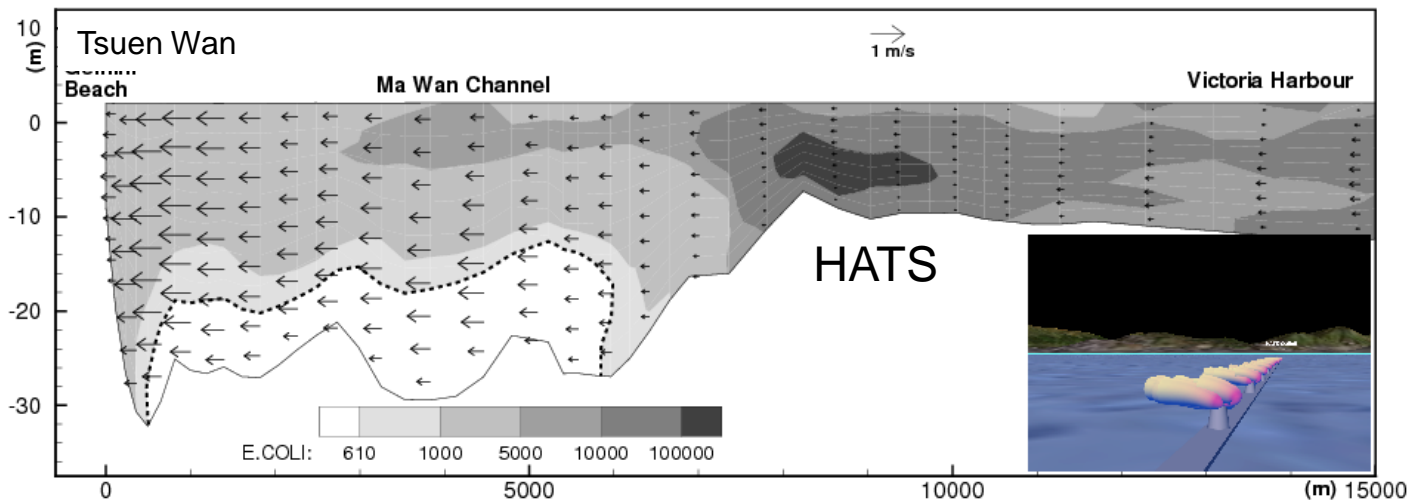 10
(m)
Tsuen Wan
Beach
Ma Wan Channel
1 m/s
Victoria Harbour
0
-10
HATS
-20
-30
E.COLI: 610 1000 5000 10000 100000
0 5000 10000 (m) 15000